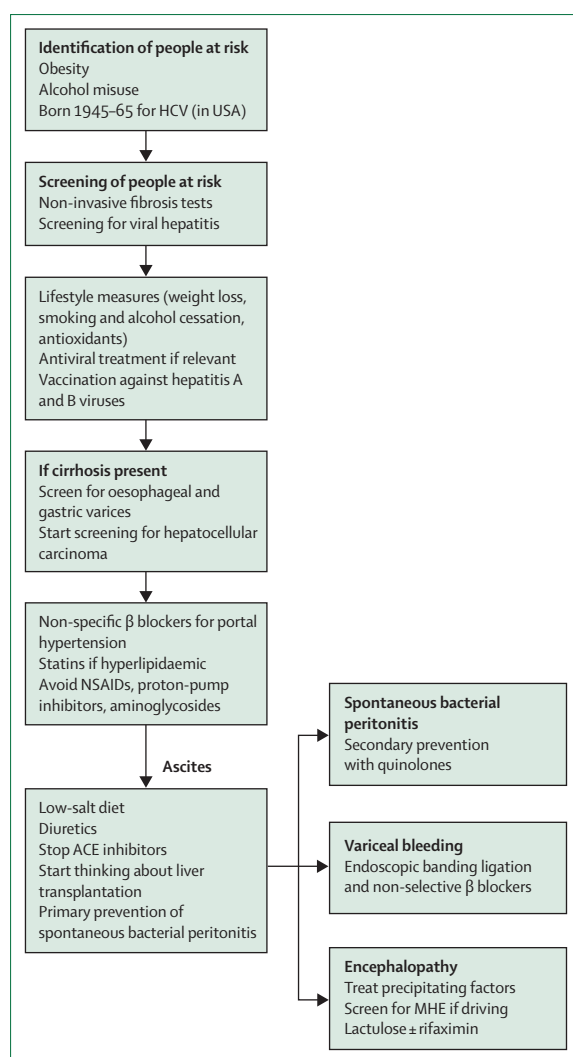 Identification of people at risk
Obesity
Alcohol misuse
Born 1945–65 for HCV (in USA)
Screening of people at risk
Non-invasive fibrosis tests
Screening for viral hepatitis
Lifestyle measures (weight loss,
smoking and alcohol cessation,
antioxidants)
Antiviral treatment if relevant
Vaccination against hepatitis A
and B viruses
If cirrhosis present
Screen for oesophageal and
gastric varices
Start screening for hepatocellular
carcinoma
Non-specific β blockers for portal
hypertension
Statins if hyperlipidaemic
Avoid NSAIDs, proton-pump
inhibitors, aminoglycosides
Ascites
Low-salt diet
Diuretics
Stop ACE inhibitors
Start thinking about liver
transplantation
Primary prevention of
spontaneous bacterial peritonitis
Spontaneous bacterial
peritonitis
Secondary prevention
with quinolones
Variceal bleeding
Endoscopic banding ligation
and non-selective β blockers
Encephalopathy
Treat precipitating factors
Screen for MHE if driving
Lactulose ± rifaximin